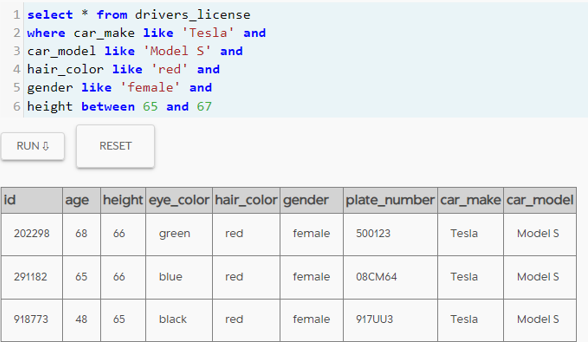 1 select * from drivers_license
2 where car_make like 'Tesla' and
3 car_model like 'Model S' and
4 hair_color like 'red' and
5 gender like 'female' and
6 height between 65 and 67
RUN ⇩ RESET
id age height eye_color hair_color gender plate_number car_make car_model
202298 68 66 green red female 500123 Tesla Model S
291182 65 66 blue red female 08CM64 Tesla Model S
918773 48 65 black red female 917UU3 Tesla Model S